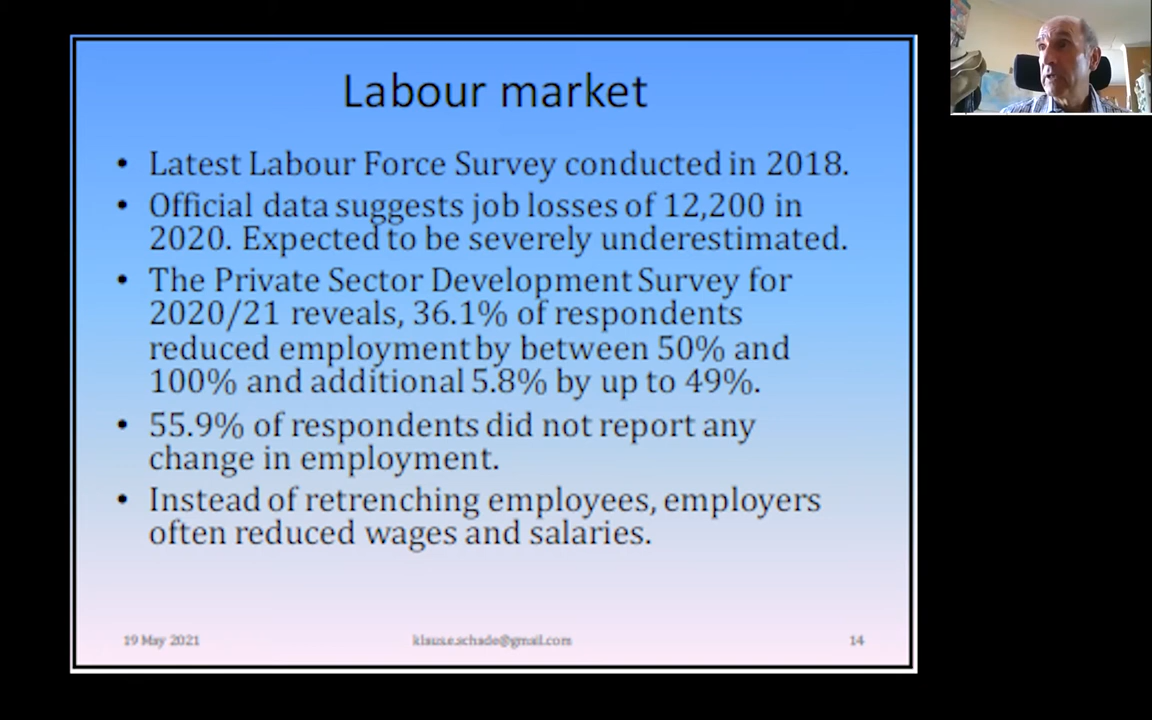 Labour market
• Latest Labour Force Survey conducted in 2018.
• Official data suggests job losses of 12,200 in
2020. Expected to be severely underestimated.
• The Private Sector Development Survey for
2020/21 reveals, 36.1% of respondents
reduced employment by between 50% and
100% and additional 5.8% by up to 49%.
• 55.9% of respondents did not report any
change in employment.
• Instead of retrenching employees, employers
often reduced wages and salaries.
19 May 2021
klaus.e.schade@gmail.com
14